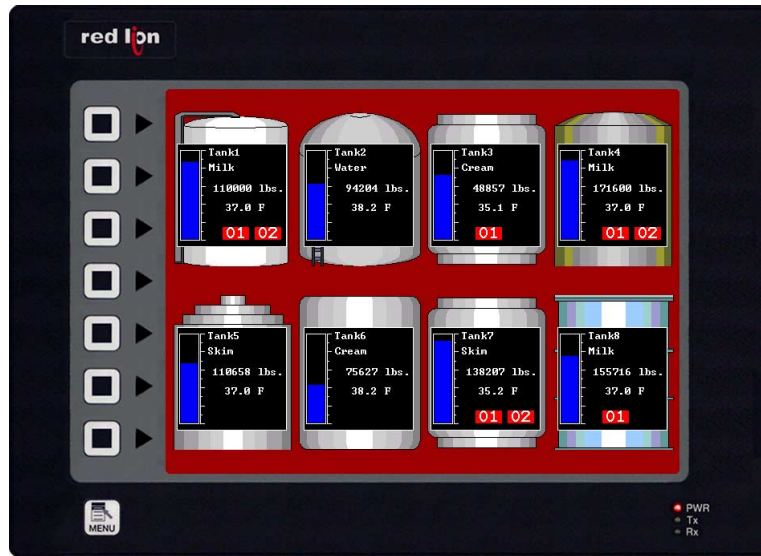 red lion
Tank1
Milk
110000 lbs.
37.0 F
01 02
Tank2
Water
94204 lbs.
38.2 F
Tank3
Cream
48857 lbs.
35.1 F
01
Tank4
Milk
171600 lbs.
37.0 F
01 02
Tank5
Skim
110658 lbs.
37.0 F
Tank6
Cream
75627 lbs.
38.2 F
Tank7
Skim
138207 lbs.
35.2 F
01 02
Tank8
Milk
155716 lbs.
37.0 F
01
MENU
PWR
Tx
Rx